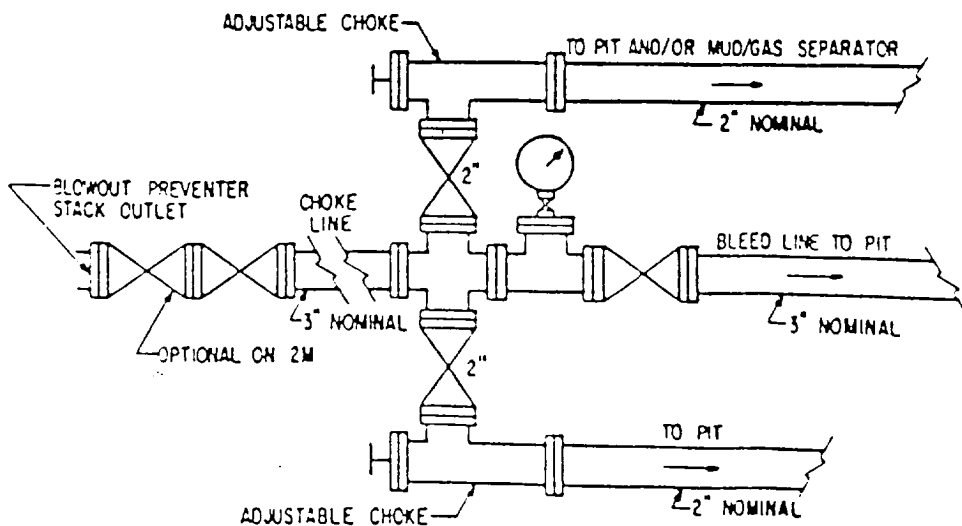 ADJUSTABLE CHOKE
TO PIT AND/OR MUD/GAS SEPARATOR
2" NOMINAL
2"
BLOWOUT PREVENTER
STACK OUTLET
CHOKE
LINE
BLEED LINE TO PIT
3" NOMINAL
3" NOMINAL
OPTIONAL ON 2M
2"
TO PIT
ADJUSTABLE CHOKE
2" NOMINAL